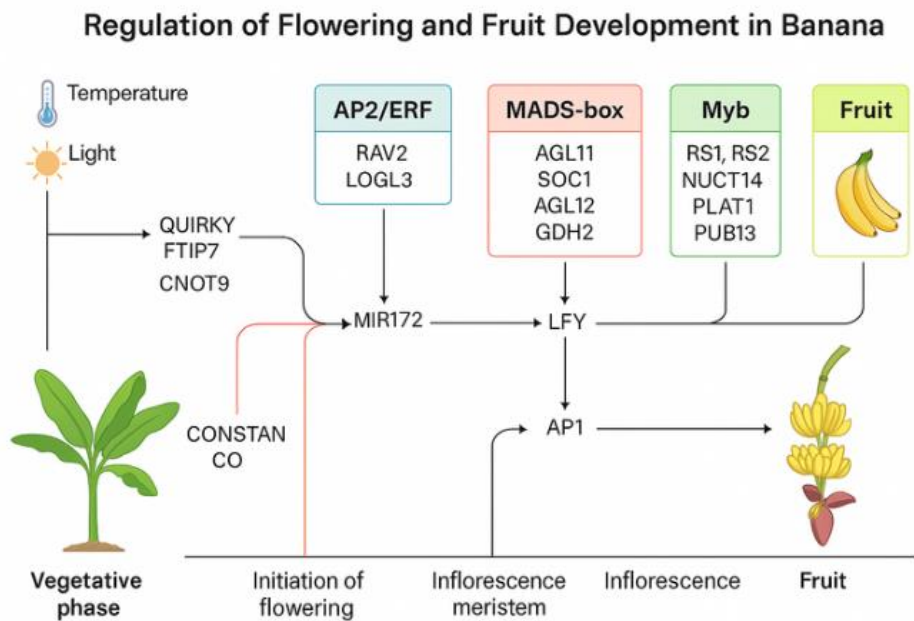 Regulation of Flowering and Fruit Development in Banana
Temperature
Light
AP2/ERF
RAV2
LOGL3
MADS-box
AGL11
SOC1
AGL12
GDH2
Myb
RS1, RS2
NUCT14
PLAT1
PUB13
Fruit
QUIRKY
FTIP7
CNOT9
MIR172
LFY
CONSTAN
CO
AP1
Vegetative
phase
Initiation of
flowering
Inflorescence
meristem
Inflorescence
Fruit